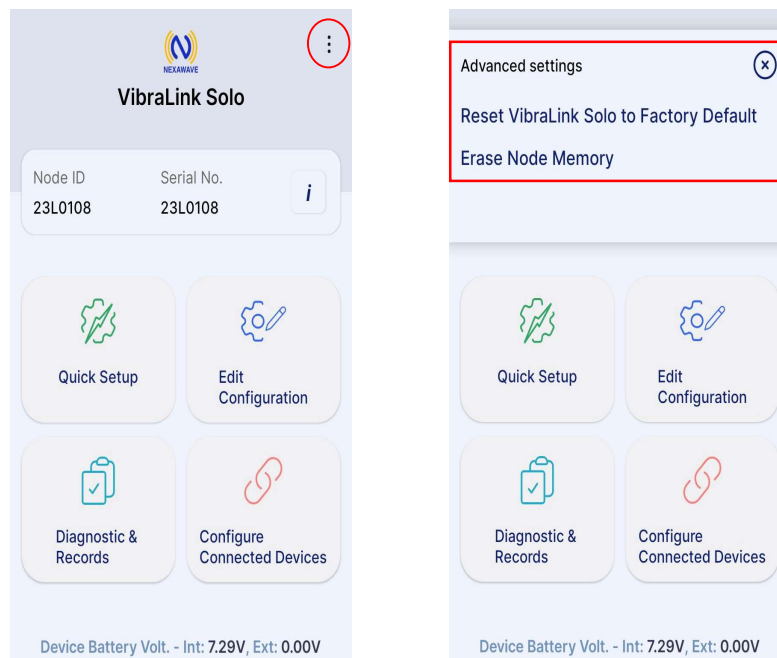 NEXAWAVE
VibraLink Solo
Node ID Serial No.
23L0108 23L0108 i
Quick Setup
Edit
Configuration
Diagnostic &
Records
Configure
Connected Devices
Device Battery Volt. - Int: 7.29V, Ext: 0.00V
Advanced settings
Reset VibraLink Solo to Factory Default
Erase Node Memory
Quick Setup
Edit
Configuration
Diagnostic &
Records
Configure
Connected Devices
Device Battery Volt. - Int: 7.29V, Ext: 0.00V